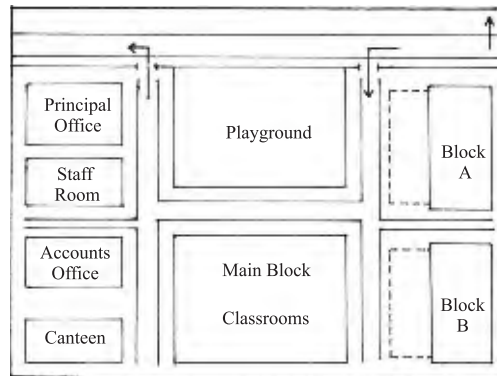 Principal
Office
Playground
Block
A
Staff
Room
Accounts
Office
Main Block
Classrooms
Block
B
Canteen